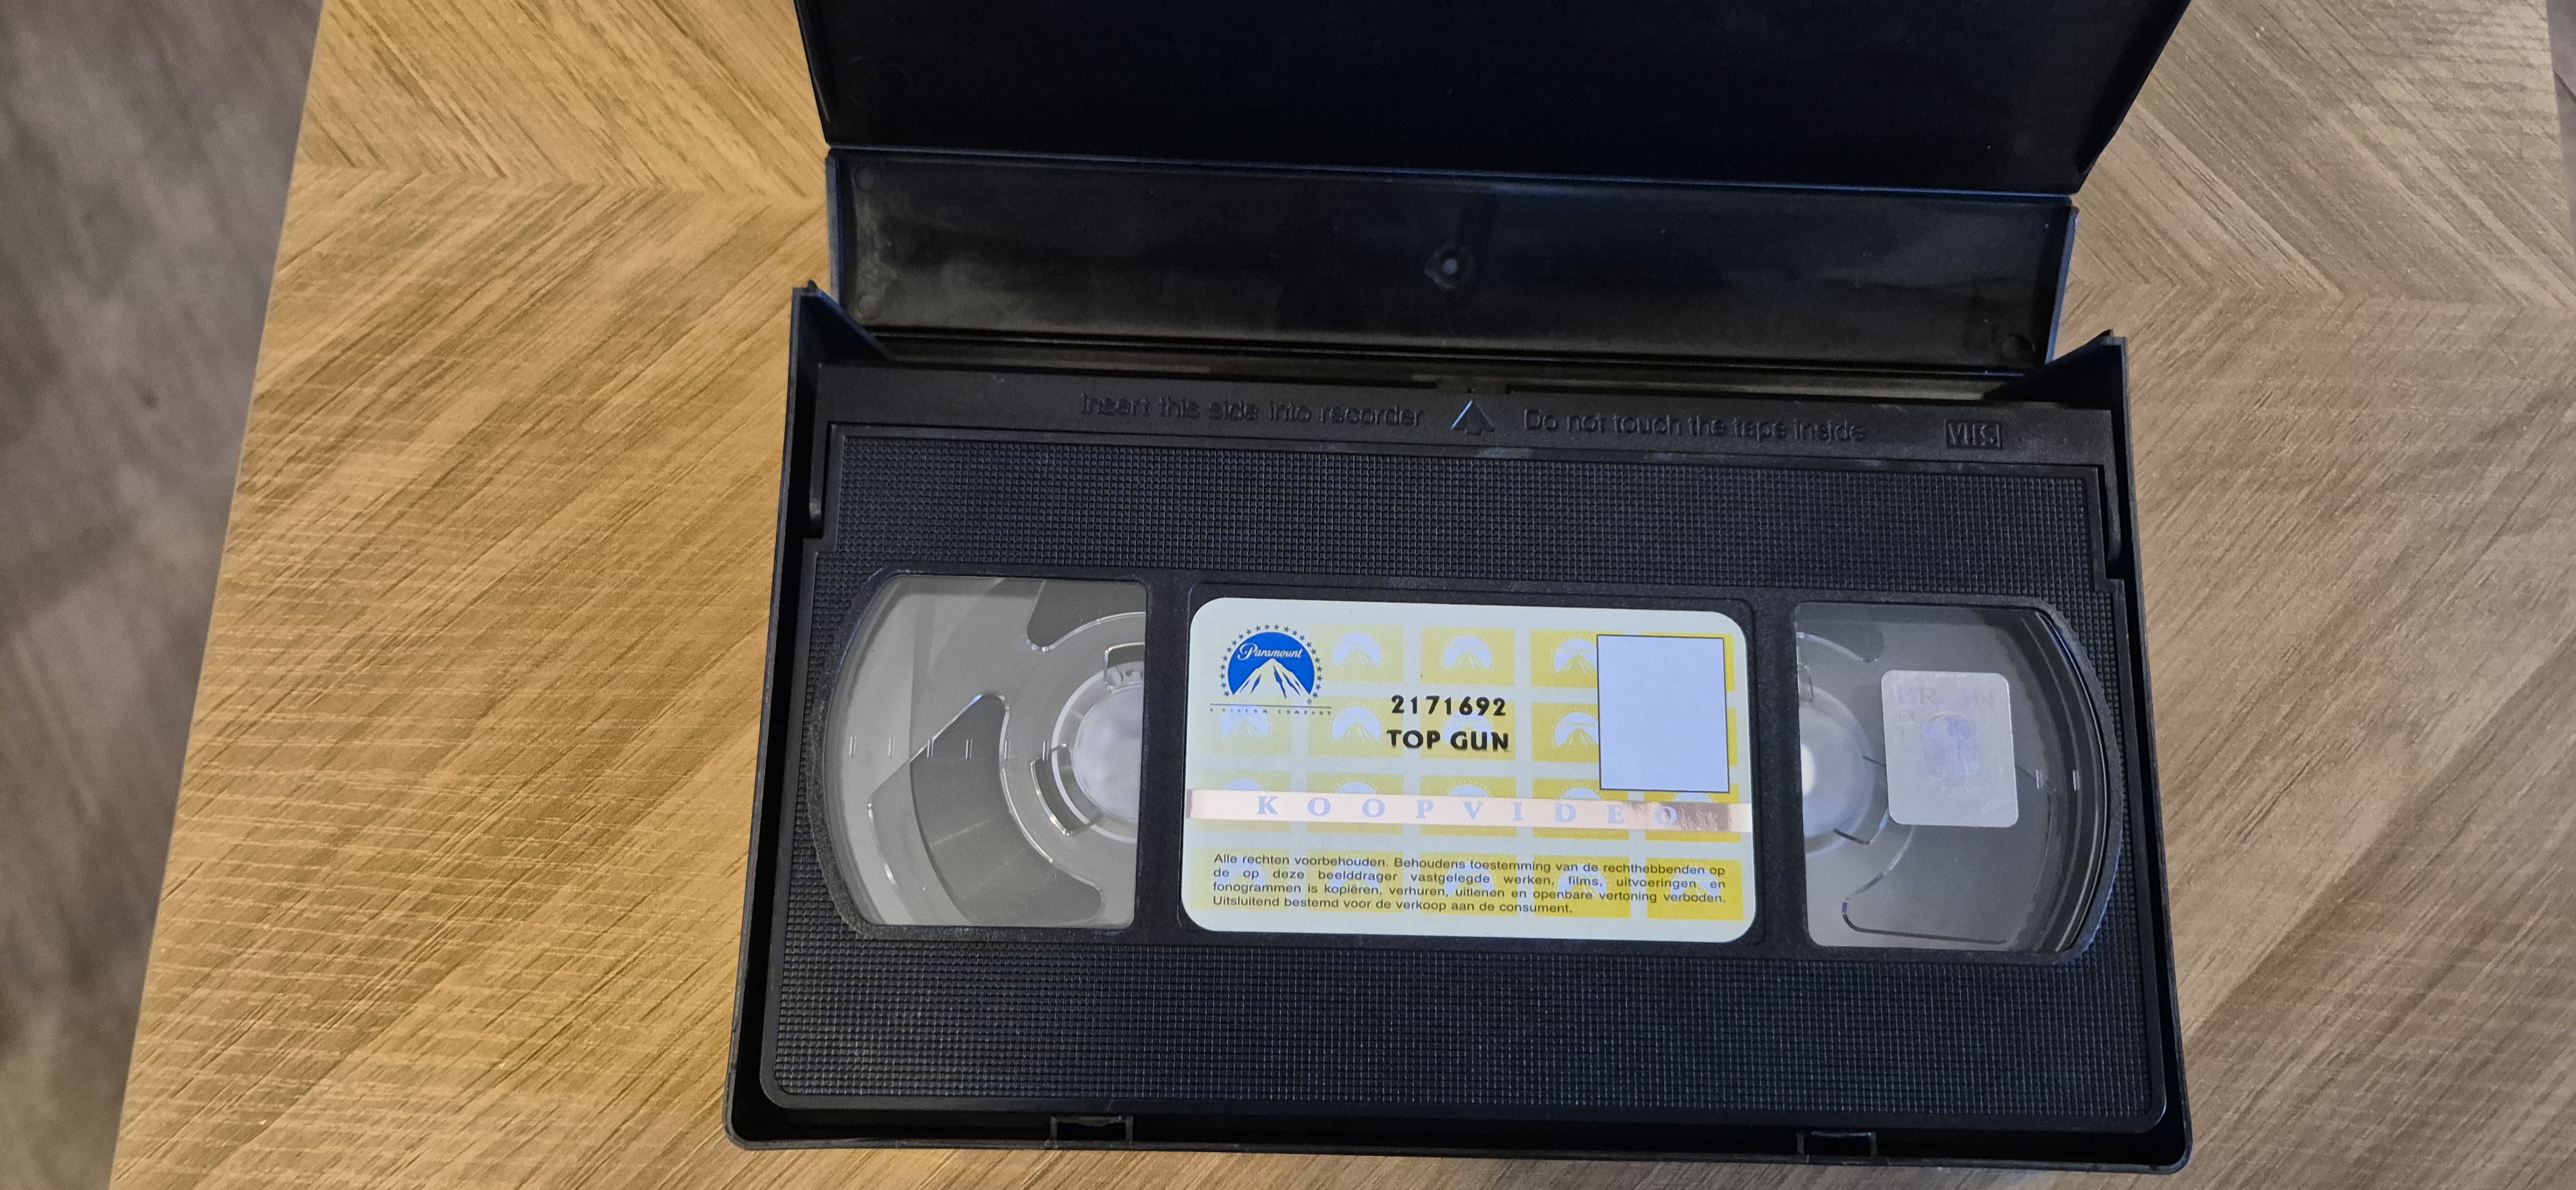 Insert this side into recorder Do not touch the tape inside VHS
Paramount
A VIACOM COMPANY
2171692
TOP GUN
KOOPVIDEO
Alle rechten voorbehouden. Behoudens toestemming van de rechthebbenden op
de op deze beelddrager vastgelegde werken, films, uitvoeringen en
fonogrammen is kopiëren, verhuren, uitlenen en openbare vertoning verboden.
Uitsluitend bestemd voor de verkoop aan de consument.